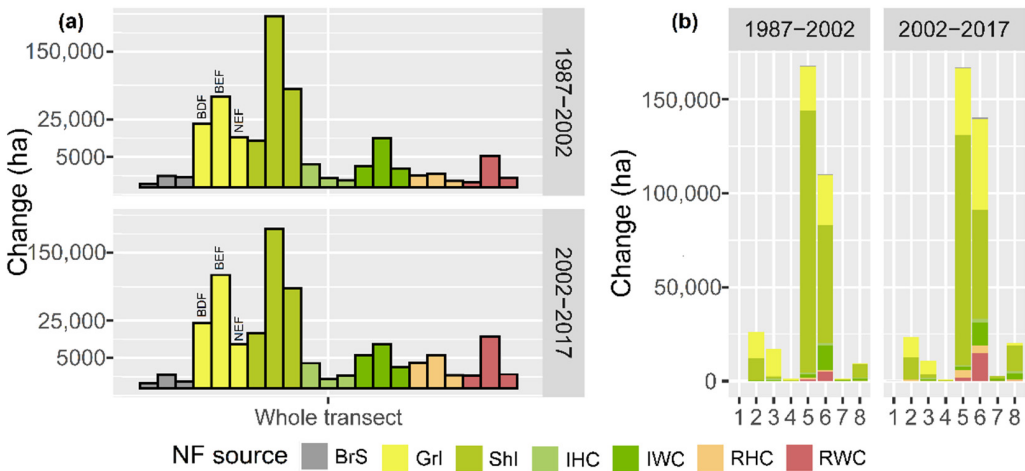 (a)
Change (ha)
150,000
25,000
5000
BDF
BEF
NEF
1987−2002
150,000
25,000
5000
BDF
BEF
NEF
2002−2017
Whole transect
(b)
Change (ha)
1987−2002
2002−2017
150,000
100,000
50,000
0
1 2 3 4 5 6 7 8
1 2 3 4 5 6 7 8
NF source BrS Grl Shl IHC IWC RHC RWC